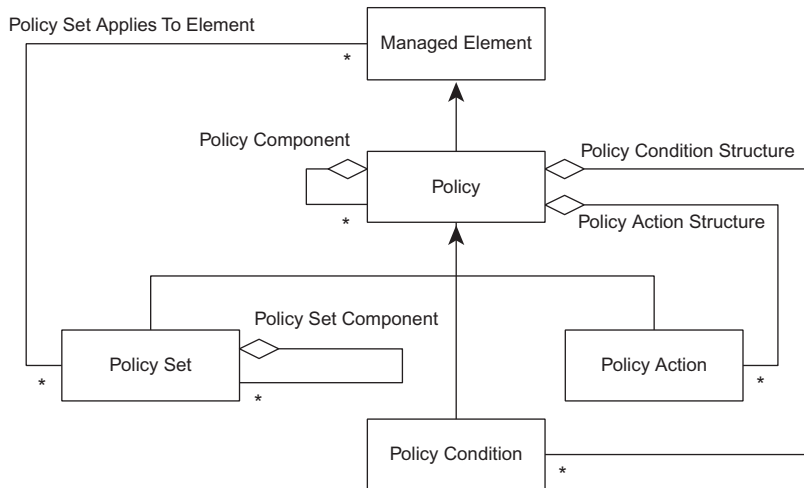 Policy Set Applies To Element
*
Managed Element
Policy Component
*
Policy
Policy Condition Structure
Policy Action Structure
Policy Set Component
Policy Set
*
*
Policy Action
*
Policy Condition
*